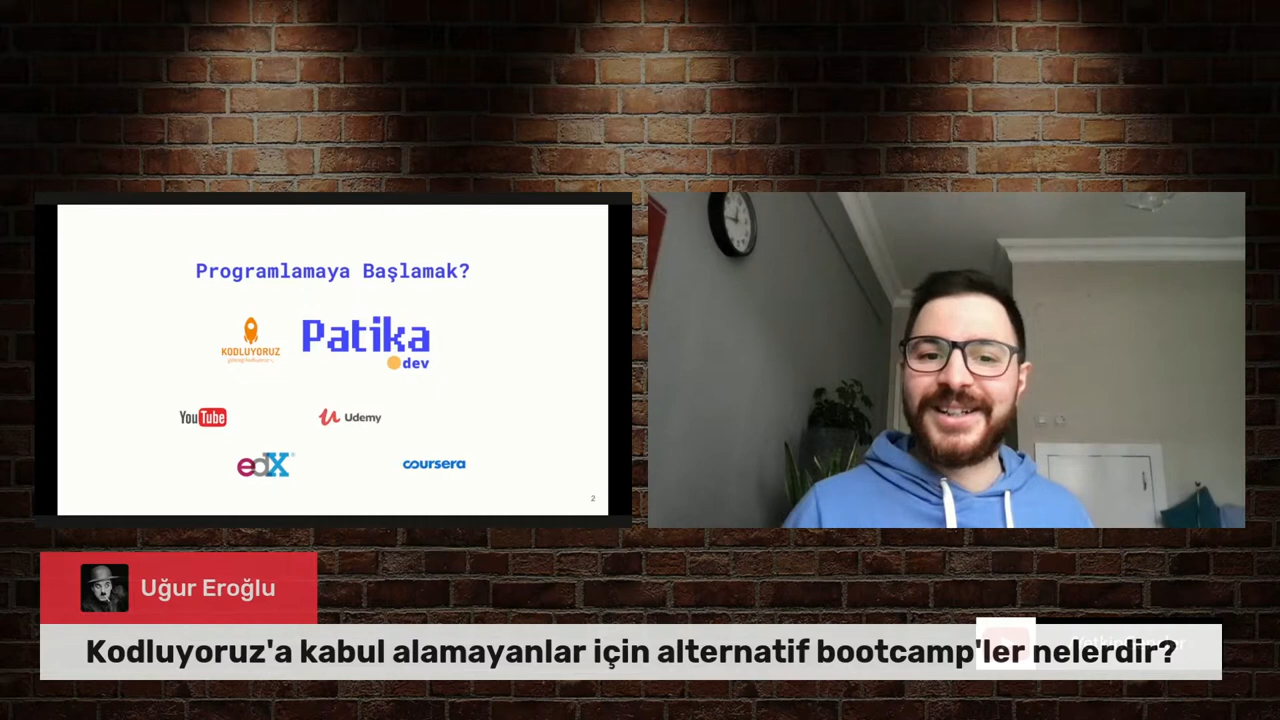 Programlamaya Başlamak?
KODLUYORUZ
Patika
dev
YouTube
Udemy
edX
coursera
2
Uğur Eroğlu
Kodluyoruz'a kabul alamayanlar için alternatif bootcamp'ler nelerdir?